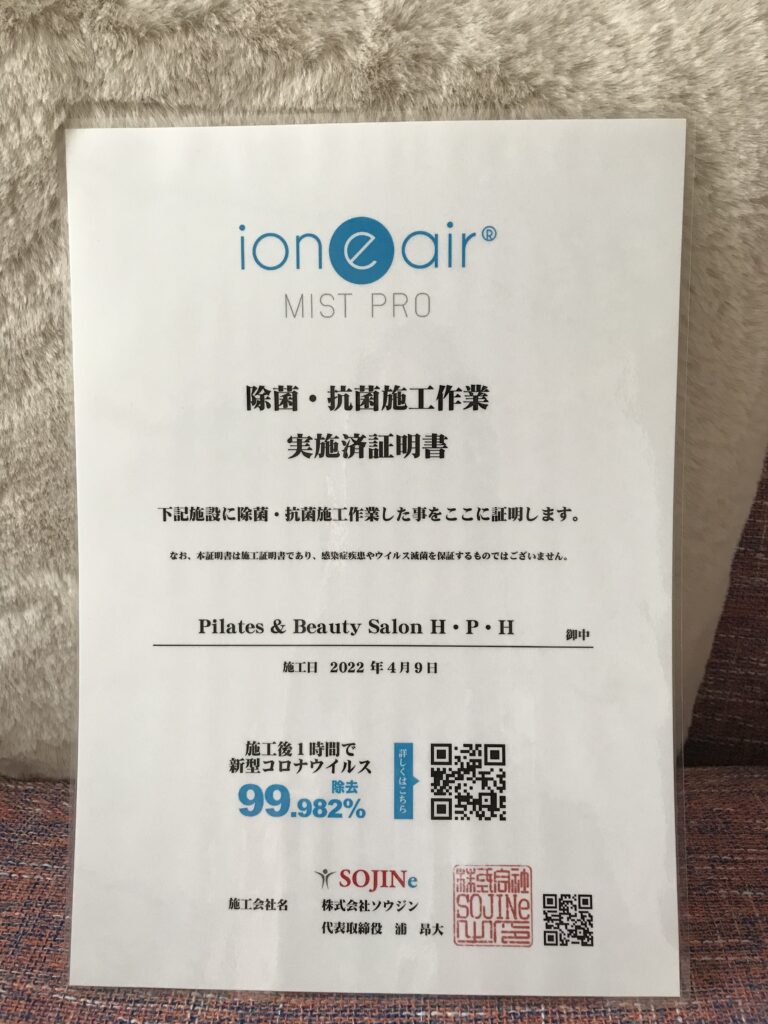 ioneair®
MIST PRO
除菌・抗菌施工作業
実施済証明書
下記施設に除菌・抗菌施工作業した事をここに証明します。
なお、本証明書は施工証明書であり、感染症疾患やウイルス滅菌を保証するものではございません。
Pilates & Beauty Salon H・P・H 御中
施工日 2022 年 4 月 9 日
施工後 1 時間で
新型コロナウイルス
99.982% 除去
詳しくはこちら
SOJINe
施工会社名 株式会社ソウジン
代表取締役 浦 昂大
株式会社
SOJINe
之印